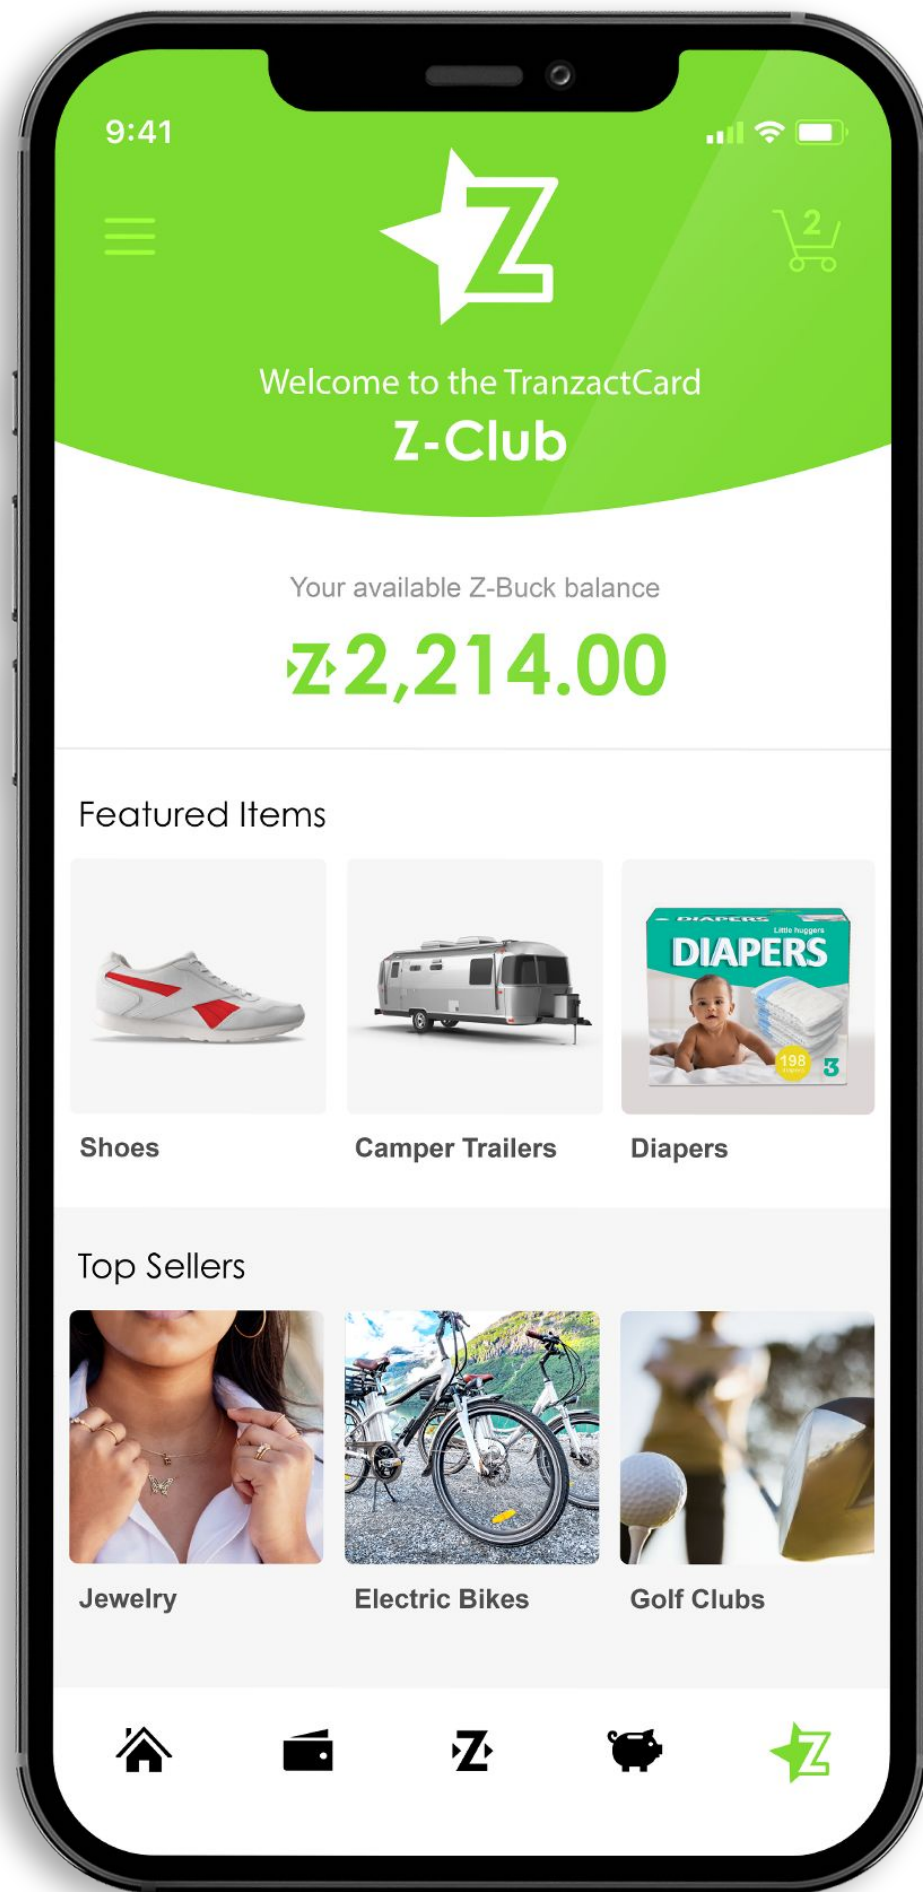 9:41
Z
2
Welcome to the TranzactCard
Z-Club
Your available Z-Buck balance
Z2,214.00
Featured Items
DIAPERS
Little huggers
DIAPERS
198
3
Shoes
Camper Trailers
Diapers
Top Sellers
Jewelry
Electric Bikes
Golf Clubs
Z
Z